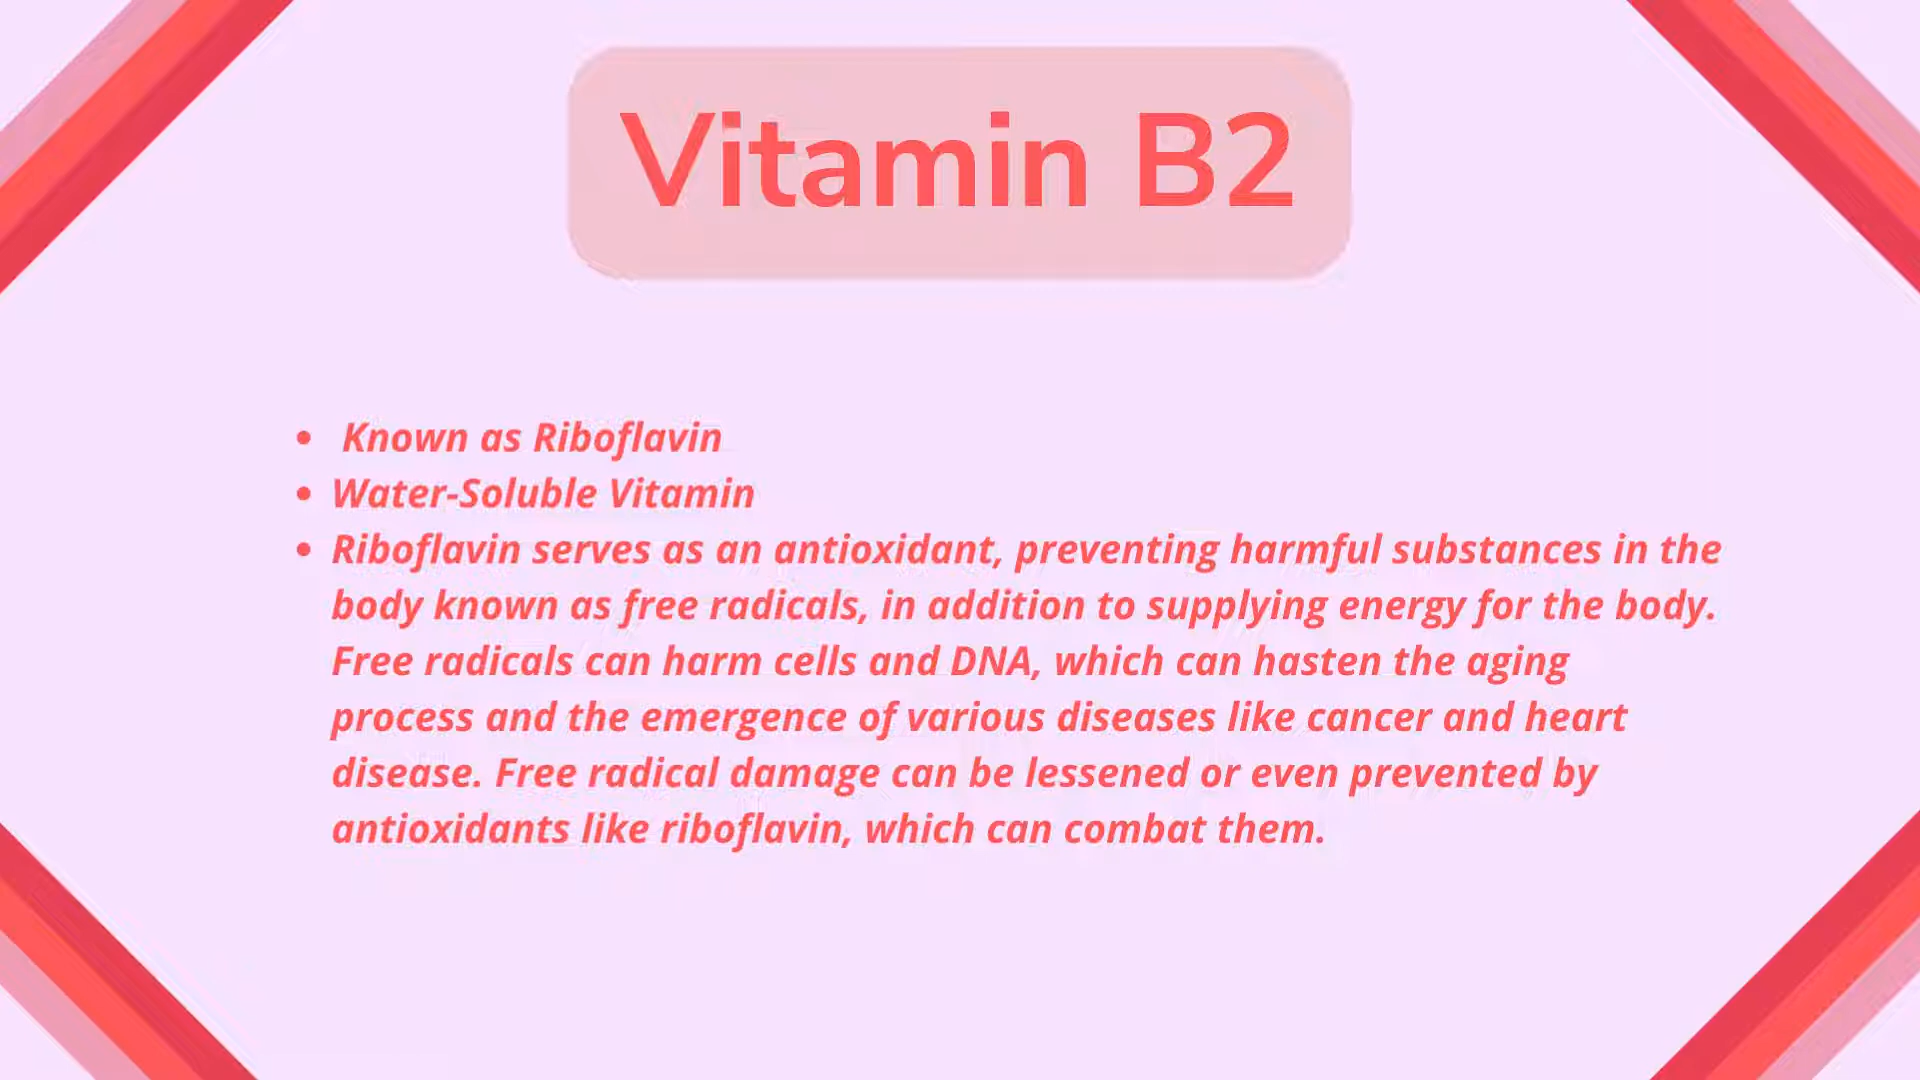 Vitamin B2
• Known as Riboflavin
• Water-Soluble Vitamin
• Riboflavin serves as an antioxidant, preventing harmful substances in the
body known as free radicals, in addition to supplying energy for the body.
Free radicals can harm cells and DNA, which can hasten the aging
process and the emergence of various diseases like cancer and heart
disease. Free radical damage can be lessened or even prevented by
antioxidants like riboflavin, which can combat them.